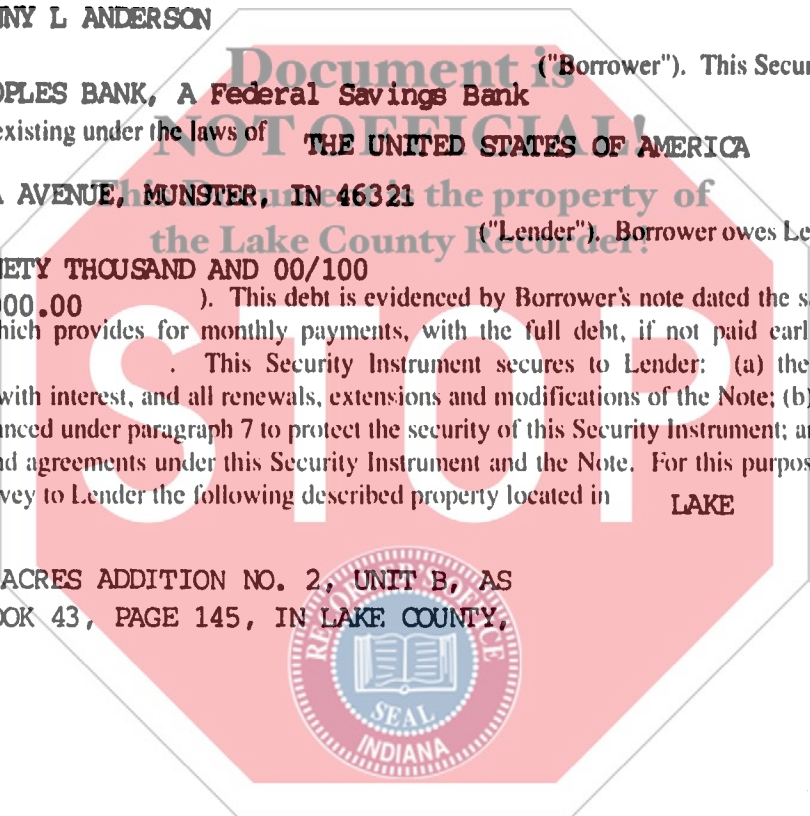 NNY L ANDERSON
Document is
("Borrower"). This Secur
OPLES BANK, A Federal Savings Bank
existing under the laws of THE UNITED STATES OF AMERICA
NOT OFFICIAL!
A AVENUE, MUNSTER, IN 46321
This Document is the property of
the Lake County Recorder!
("Lender"). Borrower owes Le
NETY THOUSAND AND 00/100
000.00 ). This debt is evidenced by Borrower's note dated the s
hich provides for monthly payments, with the full debt, if not paid earl
. This Security Instrument secures to Lender: (a) the
with interest, and all renewals, extensions and modifications of the Note; (b)
anced under paragraph 7 to protect the security of this Security Instrument; a
nd agreements under this Security Instrument and the Note. For this purpos
vey to Lender the following described property located in LAKE
STOP
ACRES ADDITION NO. 2, UNIT B, AS
OOK 43, PAGE 145, IN LAKE COUNTY,
RECORDER'S OFFICE
SEAL
INDIANA